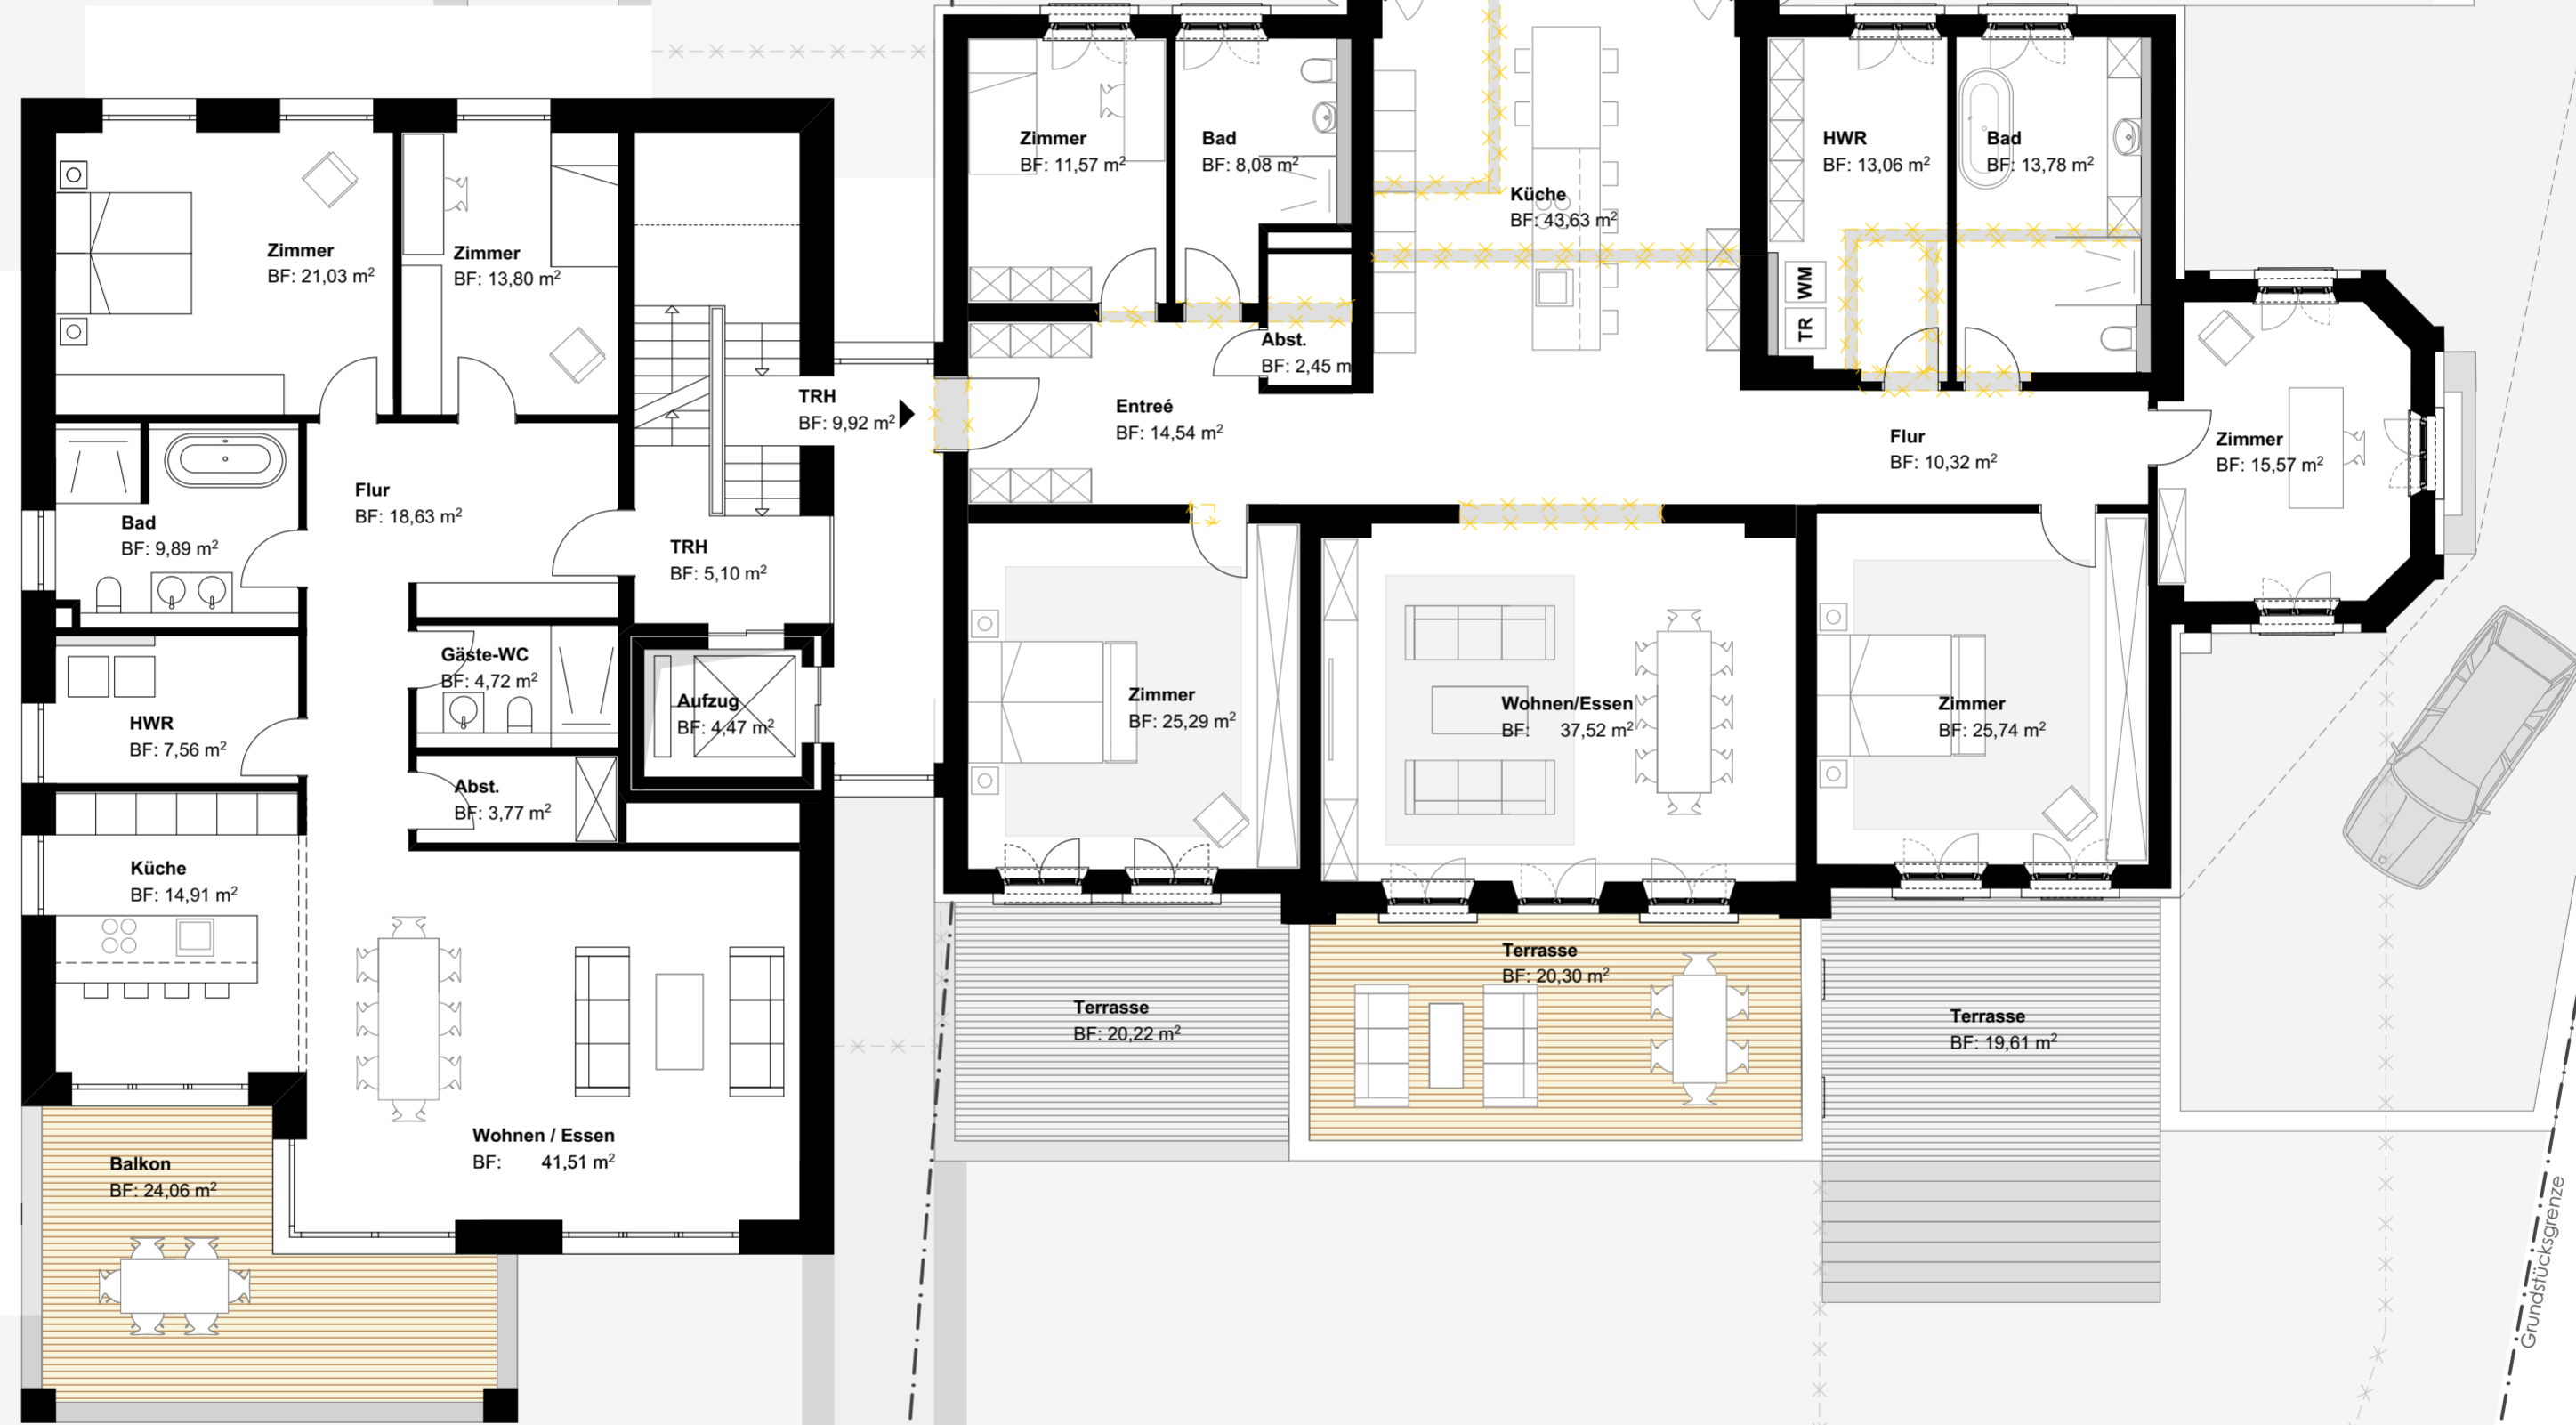 Zimmer
BF: 21,03 m²
Zimmer
BF: 13,80 m²
TRH
BF: 9,92 m²
Flur
BF: 18,63 m²
Bad
BF: 9,89 m²
TRH
BF: 5,10 m²
Gäste-WC
BF: 4,72 m²
Aufzug
BF: 4,47 m²
HWR
BF: 7,56 m²
Abst.
BF: 3,77 m²
Küche
BF: 14,91 m²
Wohnen / Essen
BF: 41,51 m²
Balkon
BF: 24,06 m²
Zimmer
BF: 11,57 m²
Bad
BF: 8,08 m²
Küche
BF: 43,63 m²
HWR
BF: 13,06 m²
Bad
BF: 13,78 m²
WM
TR
Abst.
BF: 2,45 m
Entreé
BF: 14,54 m²
Flur
BF: 10,32 m²
Zimmer
BF: 15,57 m²
Zimmer
BF: 25,29 m²
Wohnen/Essen
BF: 37,52 m²
Zimmer
BF: 25,74 m²
Terrasse
BF: 20,22 m²
Terrasse
BF: 20,30 m²
Terrasse
BF: 19,61 m²
Grundstücksgrenze